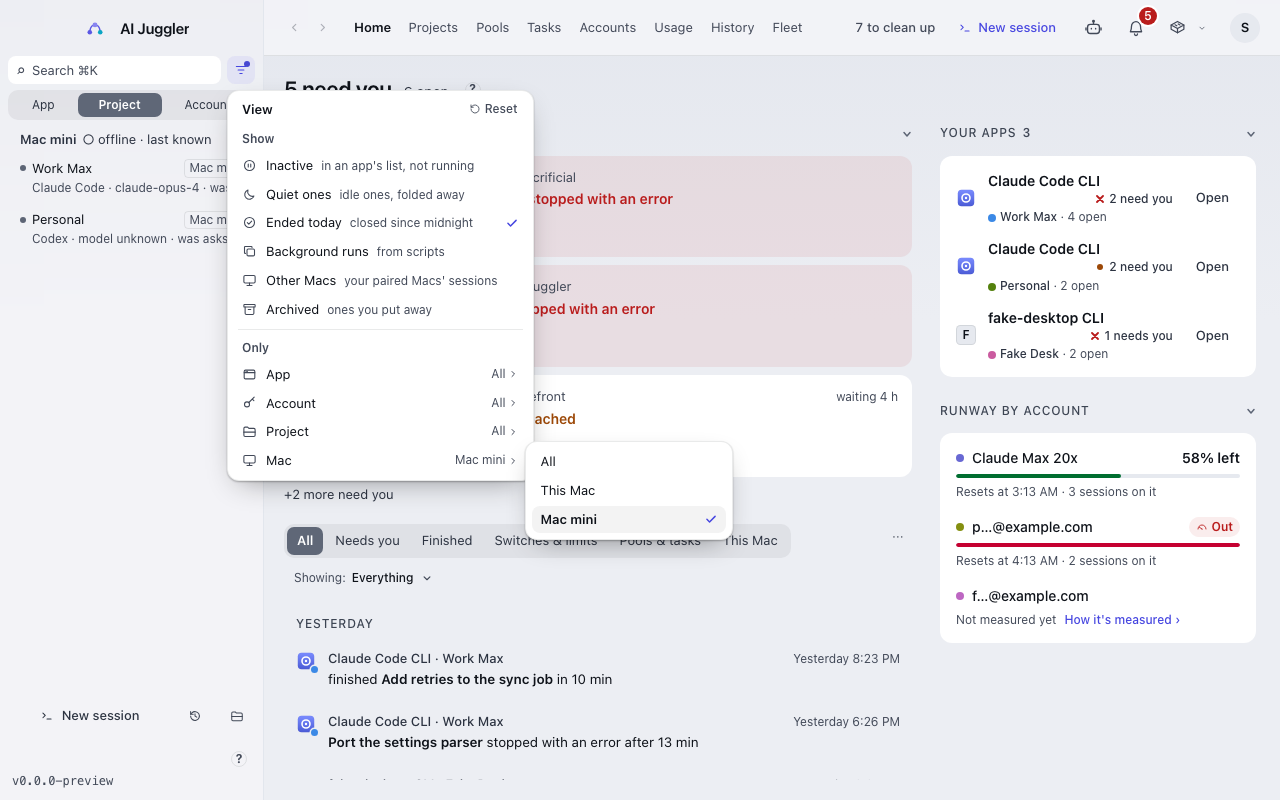 AI Juggler
Search ⌘K
App
Project
Accoun
Mac mini offline · last known
Work Max
Mac m
Claude Code · claude-opus-4 · was
Personal
Mac m
Codex · model unknown · was asks
New session
?
v0.0.0-preview
Home
Projects
Pools
Tasks
Accounts
Usage
History
Fleet
7 to clean up
New session
5
S
5 need you
View
Reset
Show
Inactive in an app's list, not running
Quiet ones idle ones, folded away
Ended today closed since midnight
Background runs from scripts
Other Macs your paired Macs' sessions
Archived ones you put away
Only
App
All
Account
All
Project
All
Mac
Mac mini
All
This Mac
Mac mini
crificial
stopped with an error
uggler
pped with an error
efront
waiting 4 h
ached
+2 more need you
All
Needs you
Finished
Switches & limits
Pools & tasks
This Mac
···
Showing: Everything
YESTERDAY
Claude Code CLI · Work Max
Yesterday 8:23 PM
finished Add retries to the sync job in 10 min
Claude Code CLI · Work Max
Yesterday 6:26 PM
Port the settings parser stopped with an error after 13 min
YOUR APPS 3
Claude Code CLI
2 need you
Work Max · 4 open
Open
Claude Code CLI
2 need you
Personal · 2 open
Open
F
fake-desktop CLI
1 needs you
Fake Desk · 2 open
Open
RUNWAY BY ACCOUNT
Claude Max 20x
58% left
Resets at 3:13 AM · 3 sessions on it
p...@example.com
Out
Resets at 4:13 AM · 2 sessions on it
f...@example.com
Not measured yet How it's measured ›